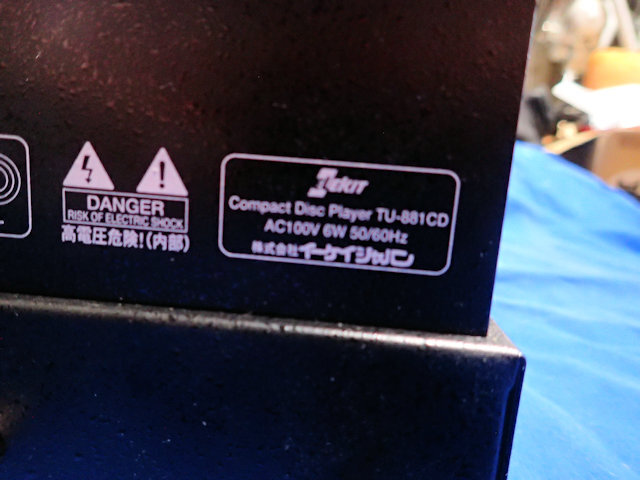 DANGER
RISK OF ELECTRIC SHOCK
高電圧危険!(内部)
EKIT
Compact Disc Player TU-881CD
AC100V 6W 50/60Hz
株式会社イーケイジャパン